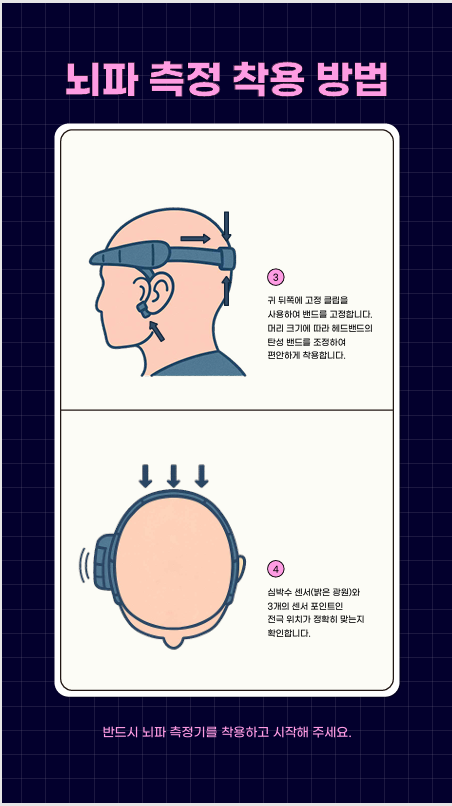 뇌파 측정 착용 방법
3
귀 뒤쪽에 고정 클립을
사용하여 밴드를 고정합니다.
머리 크기에 따라 헤드밴드의
탄성 밴드를 조정하여
편안하게 착용합니다.
4
심박수 센서(밝은 광원)와
3개의 센서 포인트인
전극 위치가 정확히 맞는지
확인합니다.
반드시 뇌파 측정기를 착용하고 시작해 주세요.